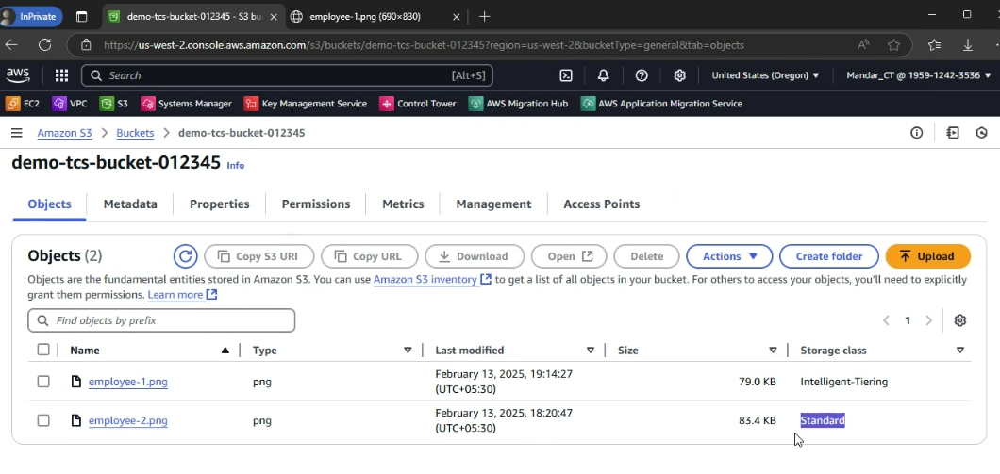 InPrivate
demo-tcs-bucket-012345 - S3 bu
employee-1.png (690×830)
https://us-west-2.console.aws.amazon.com/s3/buckets/demo-tcs-bucket-012345?region=us-west-2&bucketType=general&tab=objects
aws
Search [Alt+S]
United States (Oregon)
Mandar_CT @ 1959-1242-3536
EC2 VPC S3 Systems Manager Key Management Service Control Tower AWS Migration Hub AWS Application Migration Service
Amazon S3 > Buckets > demo-tcs-bucket-012345
demo-tcs-bucket-012345 Info
Objects Metadata Properties Permissions Metrics Management Access Points
Objects (2) Copy S3 URI Copy URL Download Open Delete Actions Create folder Upload
Objects are the fundamental entities stored in Amazon S3. You can use Amazon S3 inventory to get a list of all objects in your bucket. For others to access your objects, you'll need to explicitly
grant them permissions. Learn more
Find objects by prefix
1
Name Type Last modified Size Storage class
employee-1.png png February 13, 2025, 19:14:27 (UTC+05:30) 79.0 KB Intelligent-Tiering
employee-2.png png February 13, 2025, 18:20:47 (UTC+05:30) 83.4 KB Standard